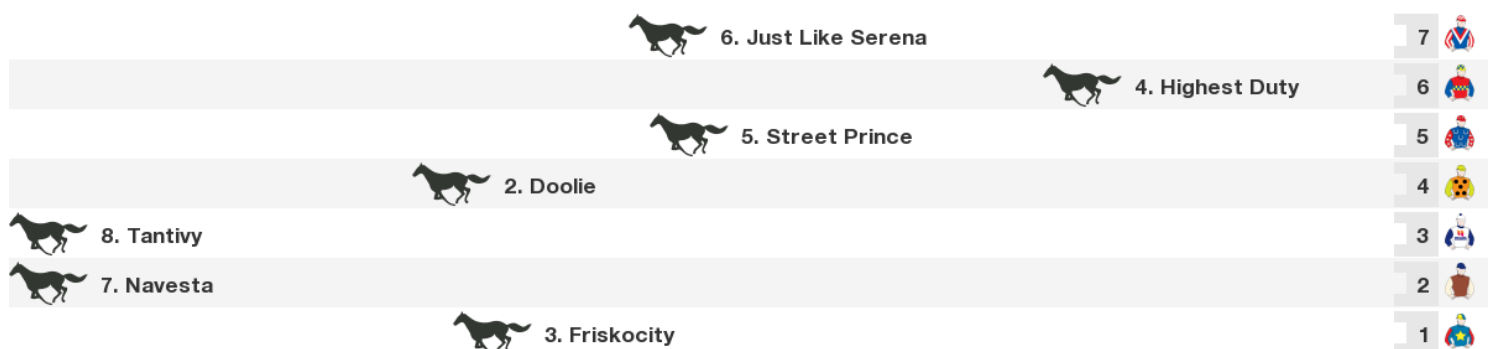 6. Just Like Serena 7
4. Highest Duty 6
5. Street Prince 5
2. Doolie 4
8. Tantivy 3
7. Navesta 2
3. Friskocity 1